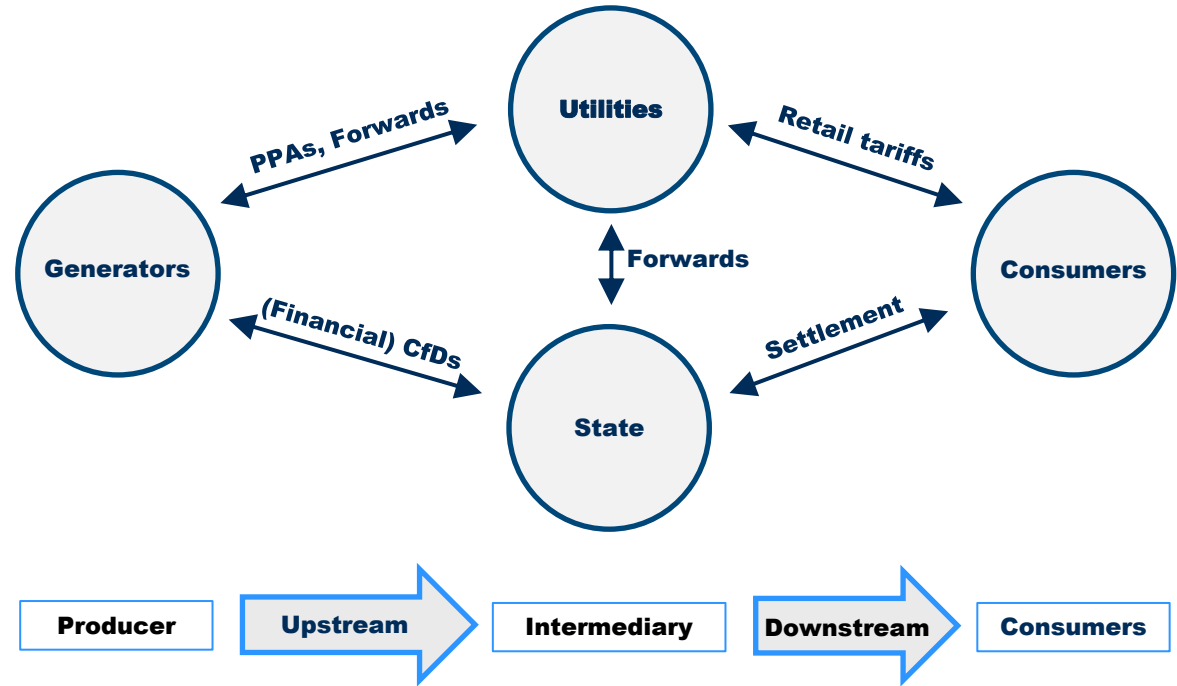 Utilities
PPAs, Forwards
Retail tariffs
Generators
Forwards
Consumers
(Financial) CfDs
Settlement
State
Producer
Upstream
Intermediary
Downstream
Consumers